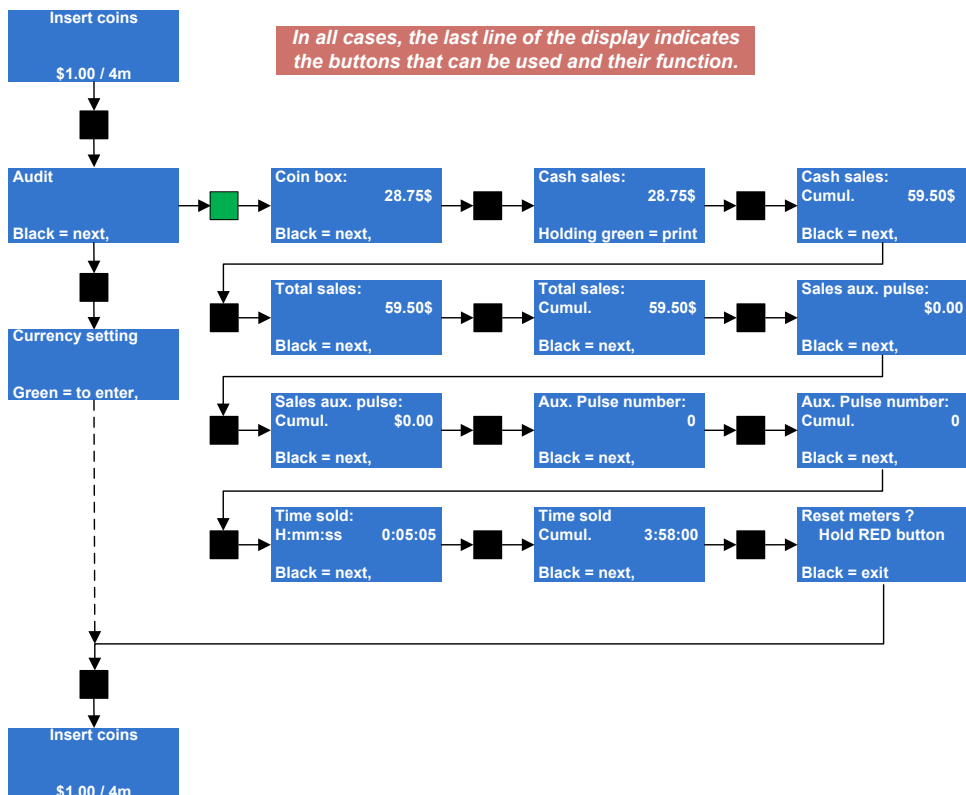 Insert coins
$1.00 / 4m
In all cases, the last line of the display indicates
the buttons that can be used and their function.
Audit
Black = next,
Coin box:
28.75$
Black = next,
Cash sales:
28.75$
Holding green = print
Cash sales:
Cumul. 59.50$
Black = next,
Currency setting
Green = to enter,
Total sales:
59.50$
Black = next,
Total sales:
Cumul. 59.50$
Black = next,
Sales aux. pulse:
$0.00
Black = next,
Sales aux. pulse:
Cumul. $0.00
Black = next,
Aux. Pulse number:
0
Black = next,
Aux. Pulse number:
Cumul. 0
Black = next,
Time sold:
H:mm:ss 0:05:05
Black = next,
Time sold
Cumul. 3:58:00
Black = next,
Reset meters ?
Hold RED button
Black = exit
Insert coins
$1.00 / 4m